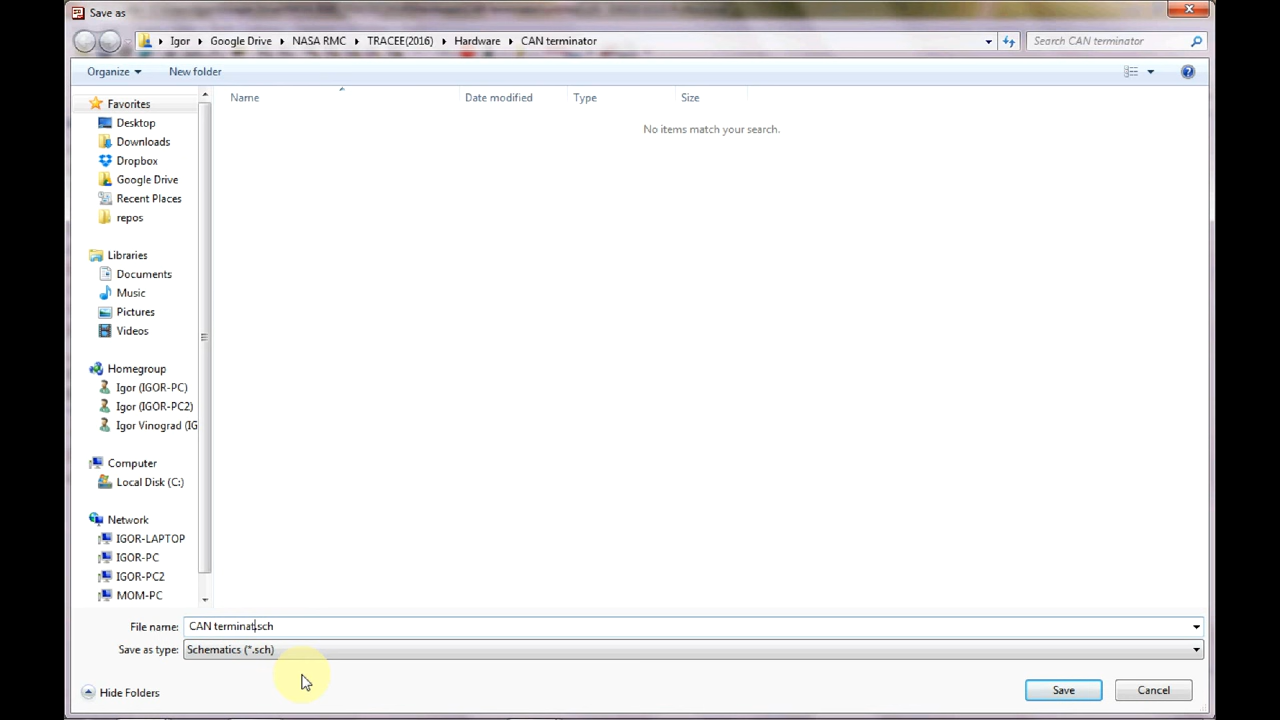 Save as
Igor Google Drive NASA RMC TRACEE(2016) Hardware CAN terminator Search CAN terminator
Organize New folder
Name Date modified Type Size
No items match your search.
Favorites
Desktop
Downloads
Dropbox
Google Drive
Recent Places
repos
Libraries
Documents
Music
Pictures
Videos
Homegroup
Igor (IGOR-PC)
Igor (IGOR-PC2)
Igor Vinograd (IG
Computer
Local Disk (C:)
Network
IGOR-LAPTOP
IGOR-PC
IGOR-PC2
MOM-PC
File name: CAN terminat.sch
Save as type: Schematics (*.sch)
Hide Folders Save Cancel